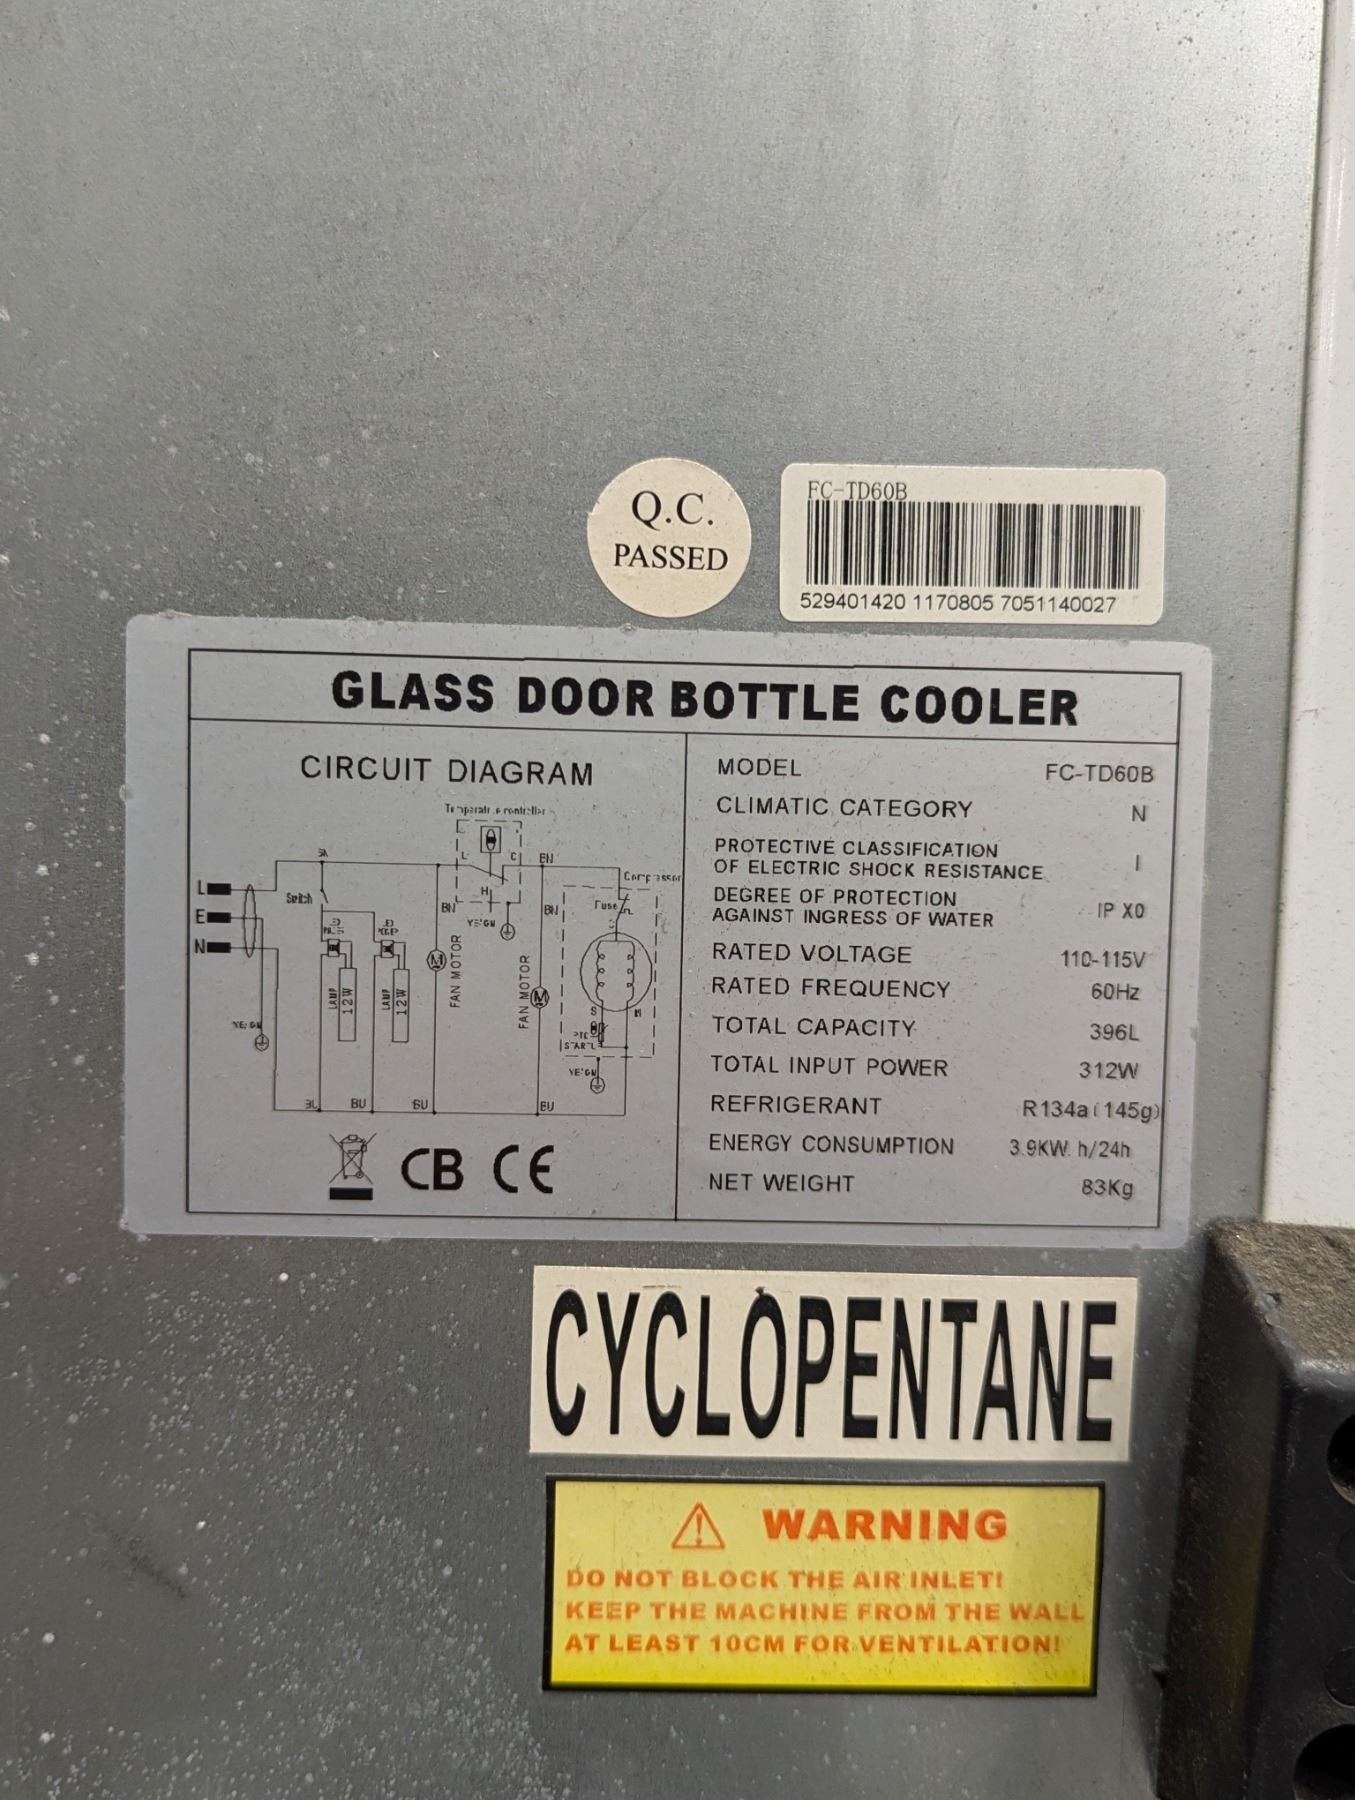 Q.C.
PASSED
FC-TD60B
529401420 1170805 7051140027
GLASS DOOR BOTTLE COOLER
CIRCUIT DIAGRAM
L
E
N
Switch
L
C
H
BN
BN
BN
YE/GN
Fuse
FAN MOTOR
M
FAN MOTOR
M
LAMP
12W
LAMP
12W
S
M
YE/GN
BU
BU
BU
CB CE
MODEL FC-TD60B
CLIMATIC CATEGORY N
PROTECTIVE CLASSIFICATION
OF ELECTRIC SHOCK RESISTANCE I
DEGREE OF PROTECTION
AGAINST INGRESS OF WATER IP X0
RATED VOLTAGE 110-115V
RATED FREQUENCY 60Hz
TOTAL CAPACITY 396L
TOTAL INPUT POWER 312W
REFRIGERANT R134a(145g)
ENERGY CONSUMPTION 3.9KW. h/24h
NET WEIGHT 83Kg
CYCLOPENTANE
WARNING
DO NOT BLOCK THE AIR INLET!
KEEP THE MACHINE FROM THE WALL
AT LEAST 10CM FOR VENTILATION!